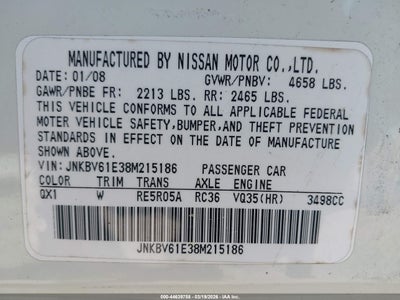 MANUFACTURED BY NISSAN MOTOR CO.,LTD.
DATE: 01/08 GVWR/PNBV: 4658 LBS.
GAWR/PNBE FR: 2213 LBS. RR: 2465 LBS.
THIS VEHICLE CONFORMS TO ALL APPLICABLE FEDERAL
MOTOR VEHICLE SAFETY,BUMPER,AND THEFT PREVENTION
STANDARDS IN EFFECT ON THE DATE OF MANUFACTURE
SHOWN ABOVE.
VIN: JNKBV61E38M215186 PASSENGER CAR
COLOR TRIM TRANS AXLE ENGINE
QX1 W RE5R05A RC36 VQ35(HR) 3498CC
JNKBV61E38M215186
000-44639758 - 03/19/2026 - IAAI.COM